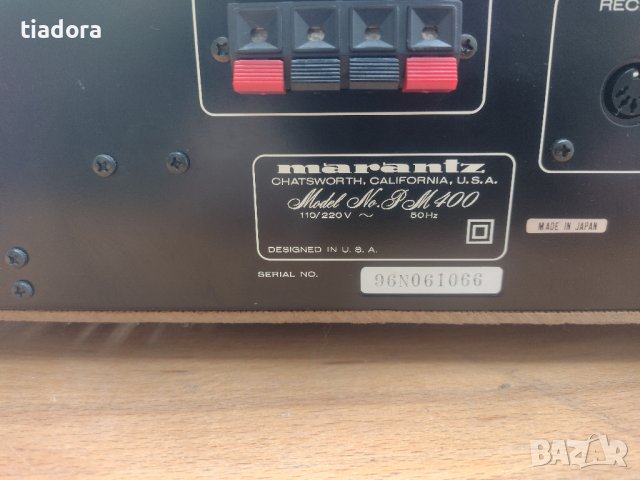 tiadora
REC
marantz
CHATSWORTH, CALIFORNIA, U.S.A.
Model No. PM400
110/220V ~ 50Hz
DESIGNED IN U.S.A.
MADE IN JAPAN
SERIAL NO. 96N061066
BAZAR